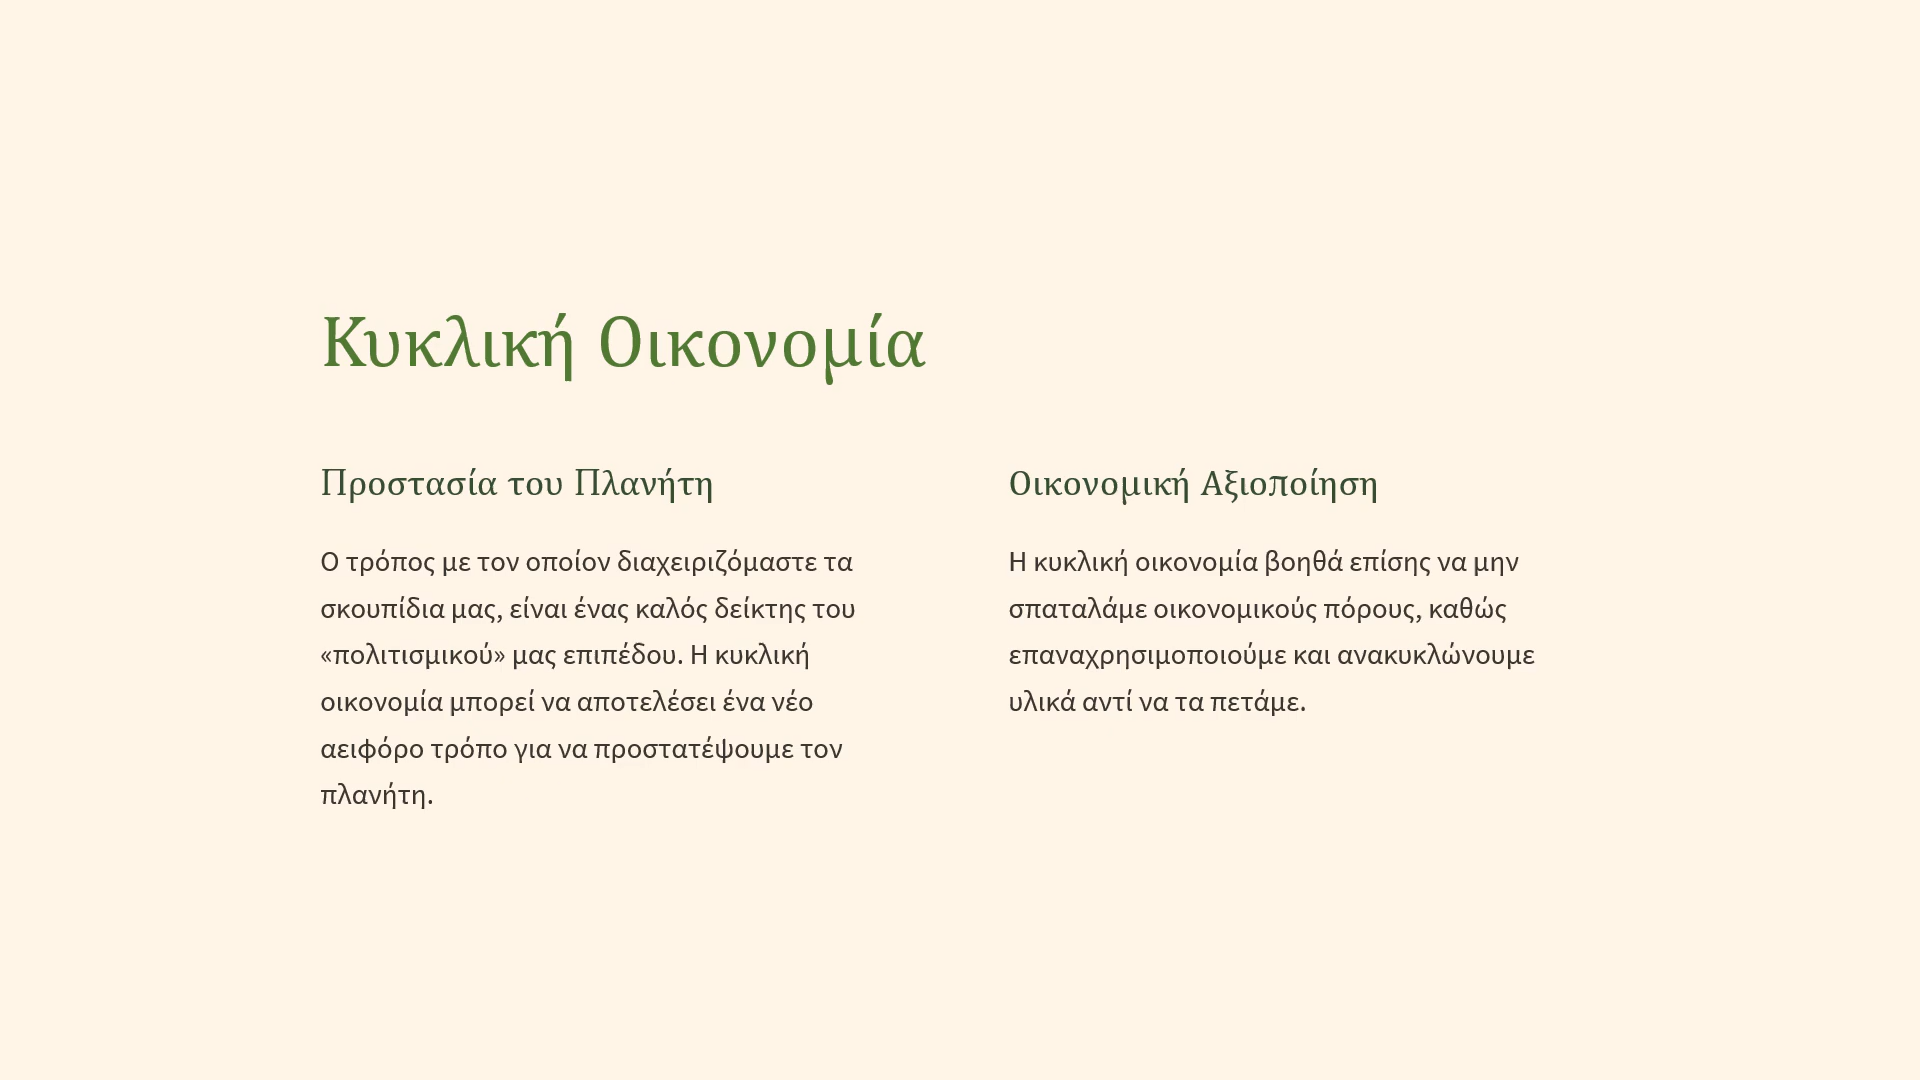 Κυκλική Οικονομία
Προστασία του Πλανήτη
Ο τρόπος με τον οποίον διαχειριζόμαστε τα
σκουπίδια μας, είναι ένας καλός δείκτης του
«πολιτισμικού» μας επιπέδου. Η κυκλική
οικονομία μπορεί να αποτελέσει ένα νέο
αειφόρο τρόπο για να προστατέψουμε τον
πλανήτη.
Οικονομική Αξιοποίηση
Η κυκλική οικονομία βοηθά επίσης να μην
σπαταλάμε οικονομικούς πόρους, καθώς
επαναχρησιμοποιούμε και ανακυκλώνουμε
υλικά αντί να τα πετάμε.